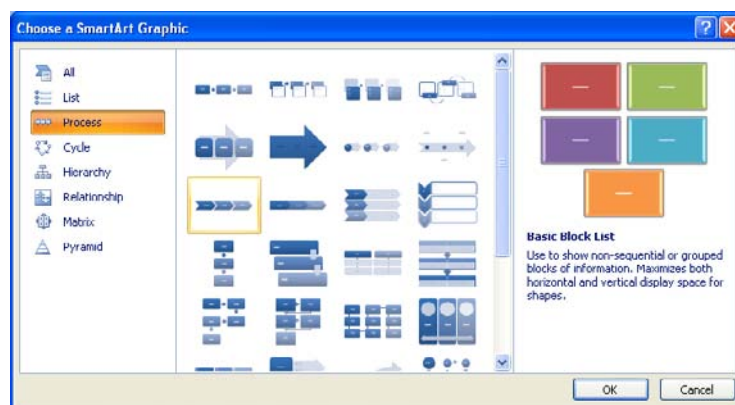 Choose a SmartArt Graphic
All
List
Process
Cycle
Hierarchy
Relationship
Matrix
Pyramid
Basic Block List
Use to show non-sequential or grouped
blocks of information. Maximizes both
horizontal and vertical display space for
shapes.
OK
Cancel